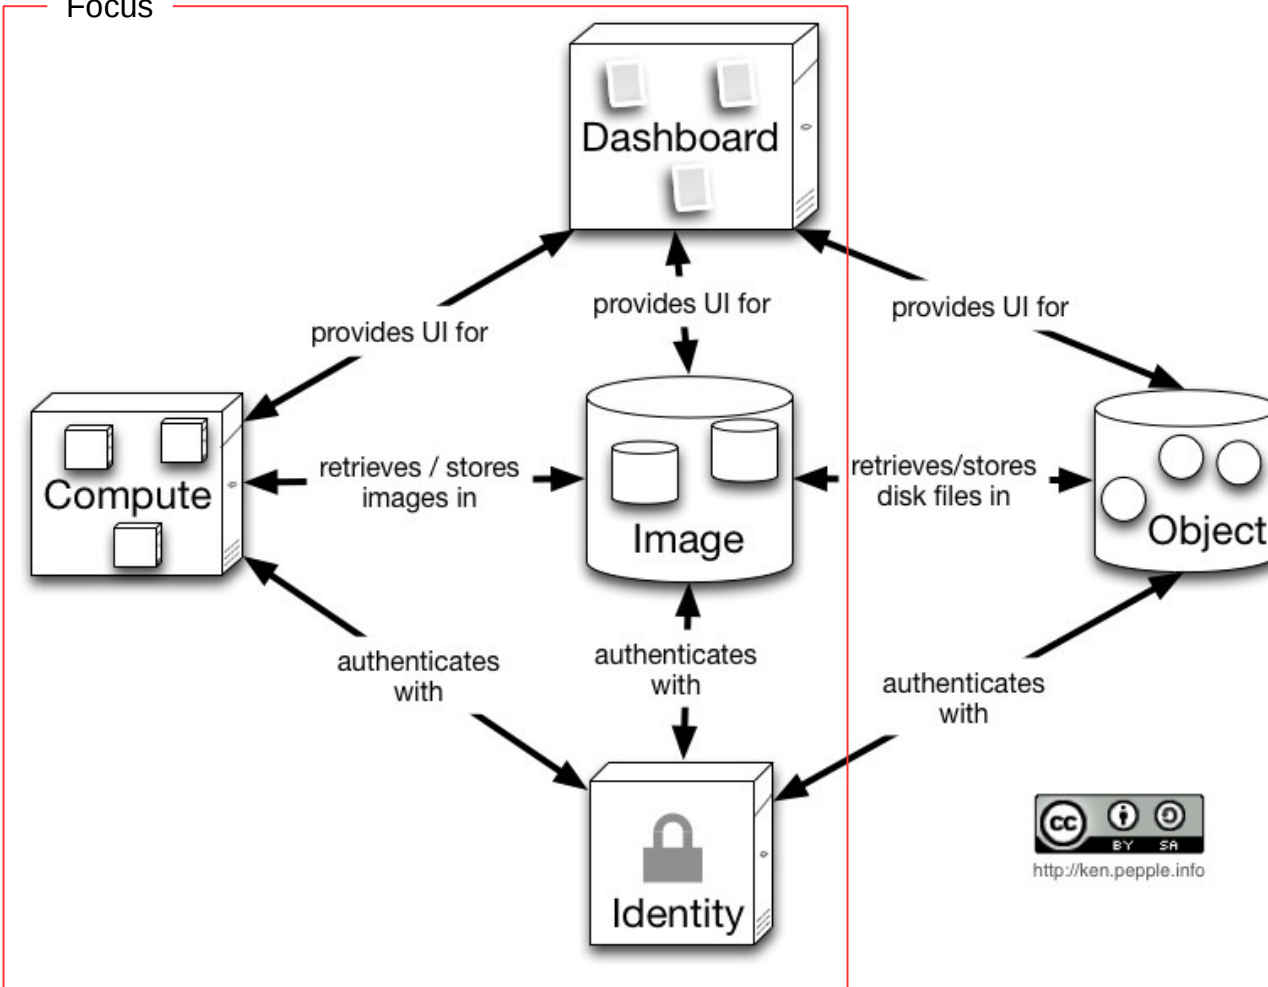 Focus
Dashboard
provides UI for
provides UI for
provides UI for
Compute
retrieves / stores
images in
Image
retrieves/stores
disk files in
Object
authenticates
with
authenticates
with
authenticates
with
Identity
cc
BY SA
http://ken.pepple.info